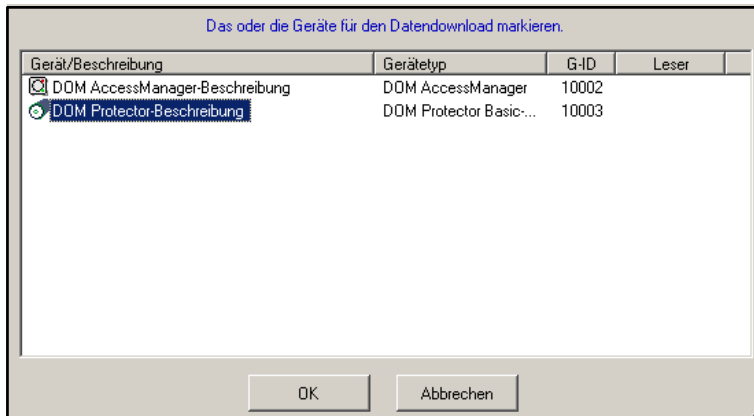 Das oder die Geräte für den Datendownload markieren.
Gerät/Beschreibung Gerätetyp G-ID Leser
DOM AccessManager-Beschreibung DOM AccessManager 10002
DOM Protector-Beschreibung DOM Protector Basic-... 10003
OK Abbrechen